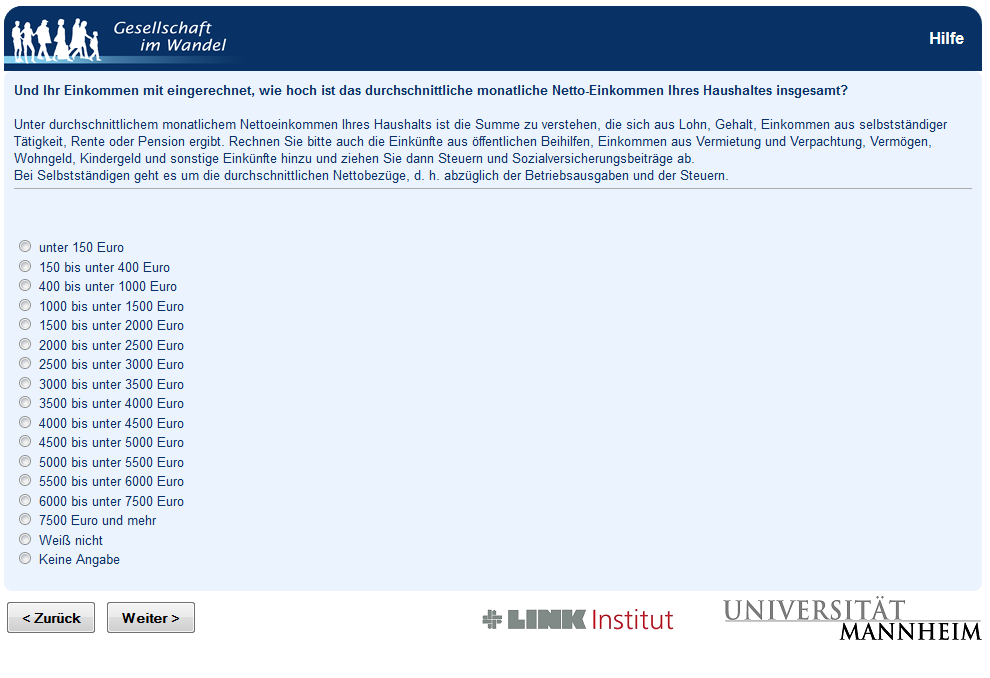 Gesellschaft
im Wandel
Hilfe
Und Ihr Einkommen mit eingerechnet, wie hoch ist das durchschnittliche monatliche Netto-Einkommen Ihres Haushaltes insgesamt?
Unter durchschnittlichem monatlichem Nettoeinkommen Ihres Haushalts ist die Summe zu verstehen, die sich aus Lohn, Gehalt, Einkommen aus selbstständiger
Tätigkeit, Rente oder Pension ergibt. Rechnen Sie bitte auch die Einkünfte aus öffentlichen Beihilfen, Einkommen aus Vermietung und Verpachtung, Vermögen,
Wohngeld, Kindergeld und sonstige Einkünfte hinzu und ziehen Sie dann Steuern und Sozialversicherungsbeiträge ab.
Bei Selbstständigen geht es um die durchschnittlichen Nettobezüge, d. h. abzüglich der Betriebsausgaben und der Steuern.
unter 150 Euro
150 bis unter 400 Euro
400 bis unter 1000 Euro
1000 bis unter 1500 Euro
1500 bis unter 2000 Euro
2000 bis unter 2500 Euro
2500 bis unter 3000 Euro
3000 bis unter 3500 Euro
3500 bis unter 4000 Euro
4000 bis unter 4500 Euro
4500 bis unter 5000 Euro
5000 bis unter 5500 Euro
5500 bis unter 6000 Euro
6000 bis unter 7500 Euro
7500 Euro und mehr
Weiß nicht
Keine Angabe
< Zurück
Weiter >
LINK Institut
UNIVERSITÄT
MANNHEIM